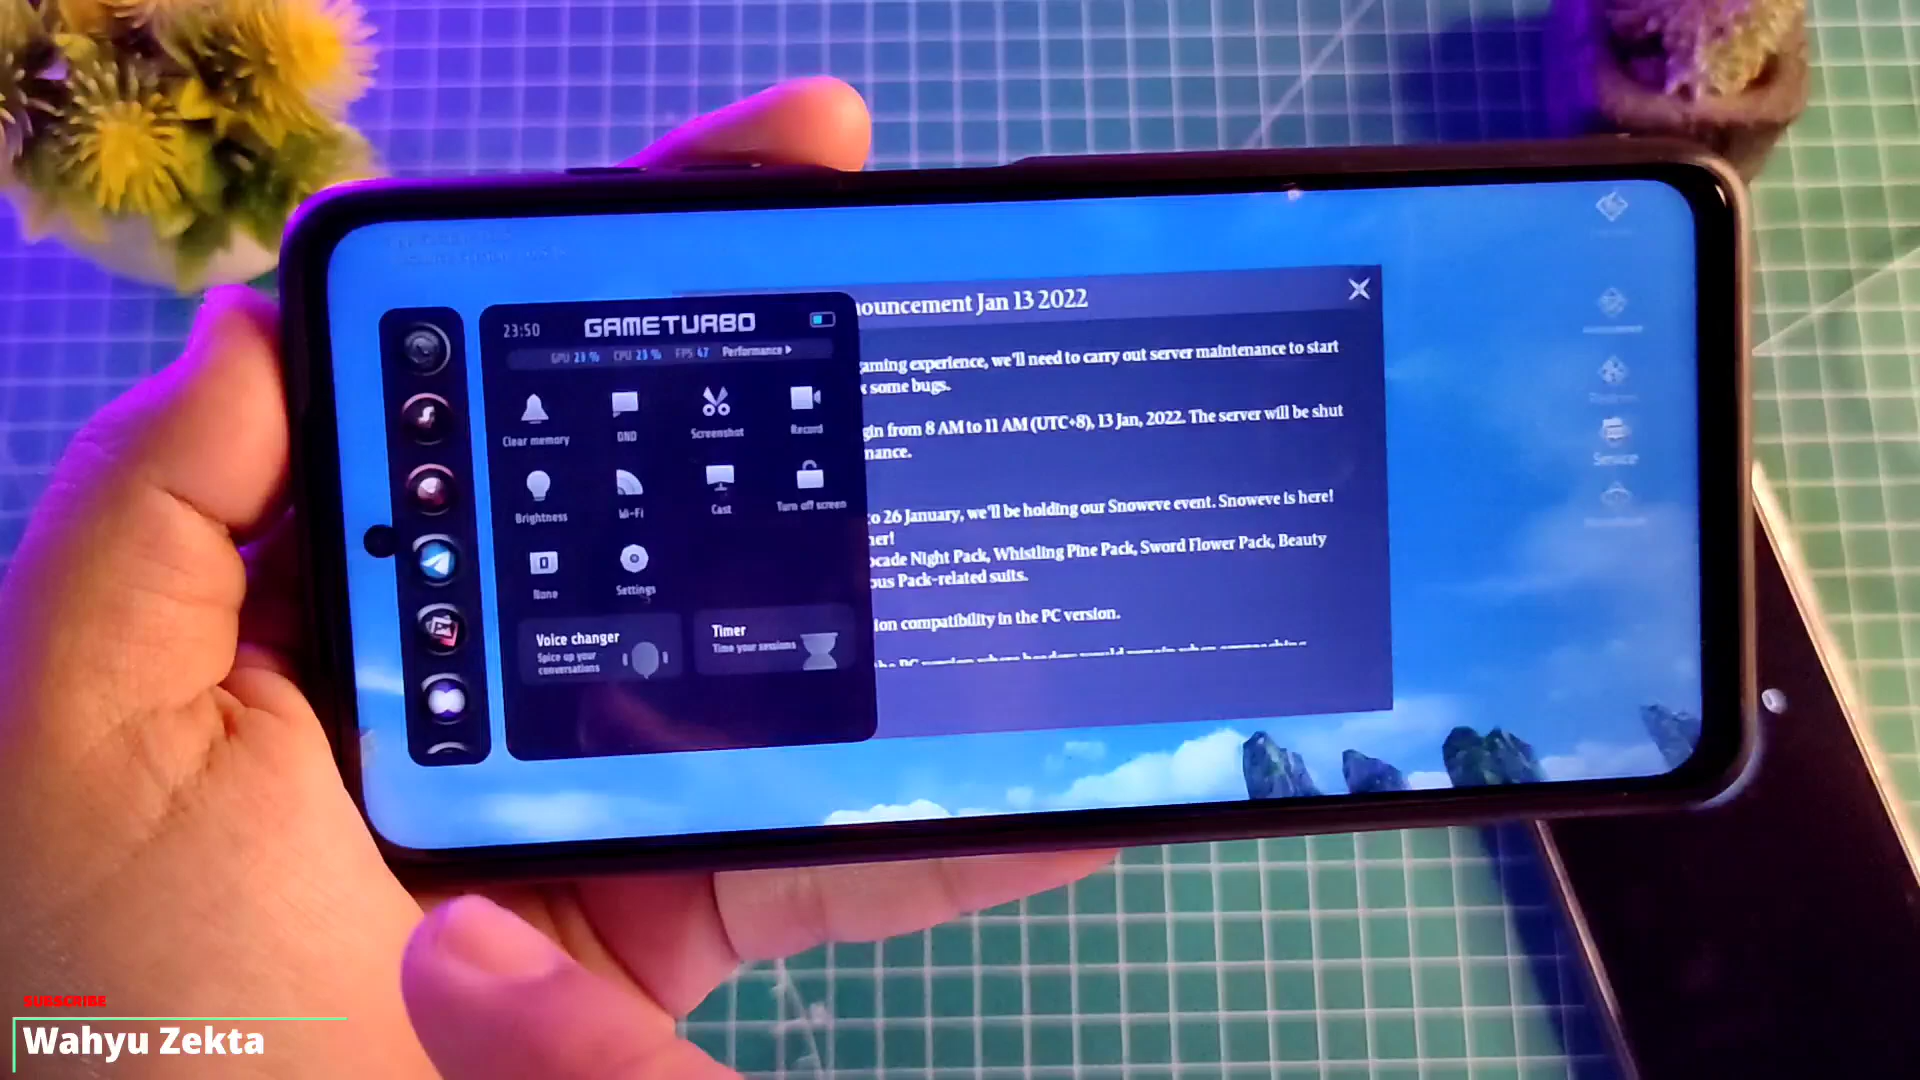 23:50
GAMETURBO
GPU 23 % CPU 23 % FPS 47 Performance
Clear memory
DND
Screenshot
Record
Brightness
Wi-Fi
Cast
Turn off screen
None
Settings
Voice changer
Spice up your
conversations
Timer
Time your sessions
ouncement Jan 13 2022
aming experience, we'll need to carry out server maintenance to start
some bugs.
gin from 8 AM to 11 AM (UTC+8), 13 Jan, 2022. The server will be shut
nance.
to 26 January, we'll be holding our Snoweve event. Snoweve is here!
her!
ocade Night Pack, Whistling Pine Pack, Sword Flower Pack, Beauty
ous Pack-related suits.
ion compatibility in the PC version.
Service
SUBSCRIBE
Wahyu Zekta